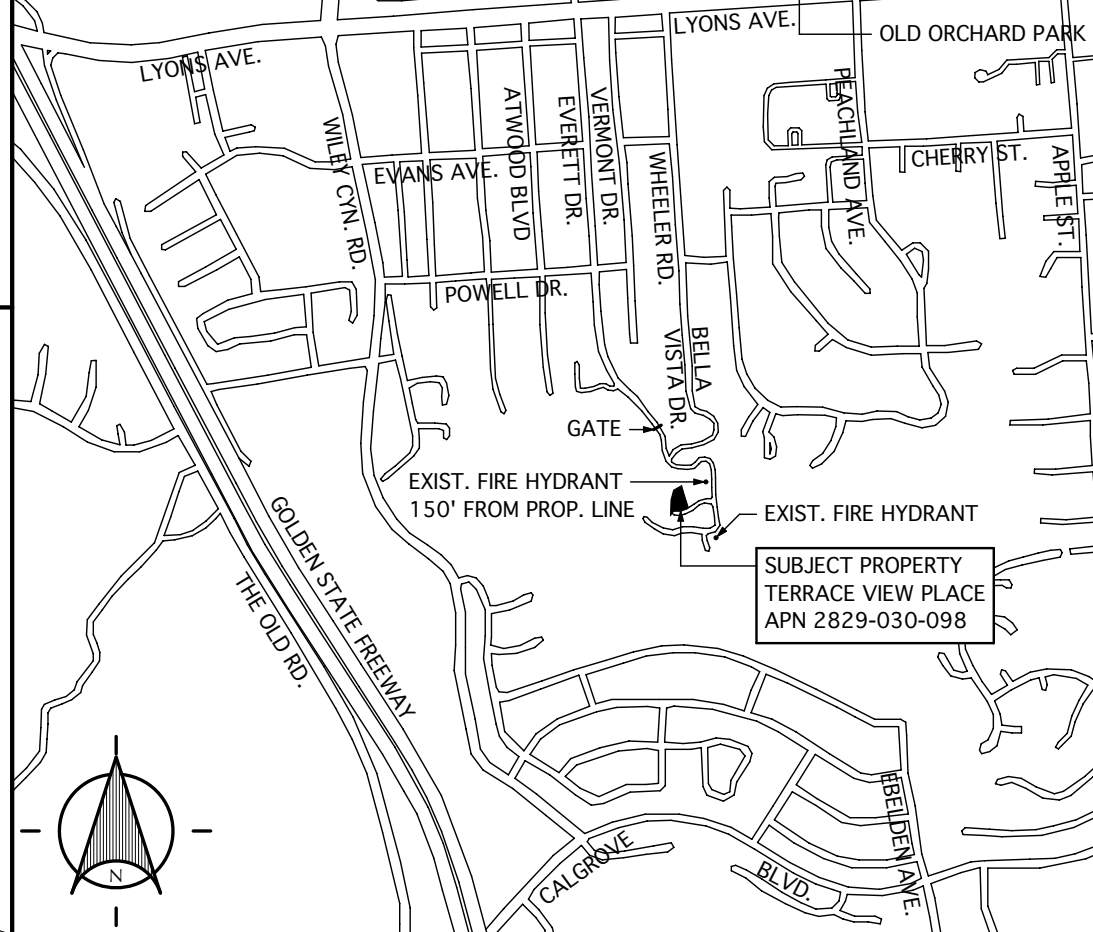 LYONS AVE.
OLD ORCHARD PARK
LYONS AVE.
WILEY CYN. RD.
ATWOOD BLVD
EVERETT DR.
VERMONT DR.
WHEELER RD.
PEACHLAND AVE.
CHERRY ST.
APPLE ST.
EVANS AVE.
POWELL DR.
BELLA
VISTA DR.
GATE
EXIST. FIRE HYDRANT
150' FROM PROP. LINE
EXIST. FIRE HYDRANT
SUBJECT PROPERTY
TERRACE VIEW PLACE
APN 2829-030-098
GOLDEN STATE FREEWAY
THE OLD RD.
EBELDEN AVE.
CALGROVE
BLVD.
N